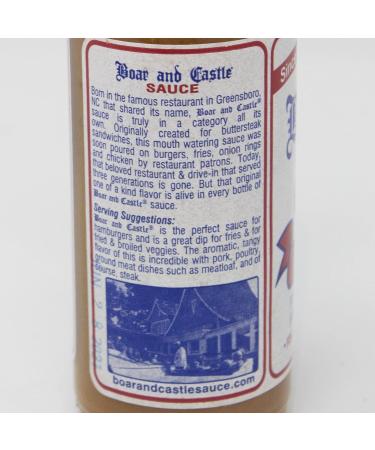 Boar and Castle®
SAUCE
Born in the famous restaurant in Greensboro,
NC that shared its name, Boar and Castle®
sauce is truly in a category all its
own. Originally created for buttersteak
sandwiches, this mouth watering sauce was
soon poured on burgers, fries, onion rings
and chicken by restaurant patrons. Today,
that beloved restaurant & drive-in that served
three generations is gone. But that original
one of a kind flavor is alive in every bottle of
Boar and Castle® sauce.
Serving Suggestions:
Boar and Castle® is the perfect sauce for
hamburgers and is a great dip for fries & for
fried & broiled veggies. The aromatic, tangy
flavor of this is incredible with pork, poultry,
ground meat dishes such as meatloaf, and of
course, steak.
boarandcastlesauce.com
Since